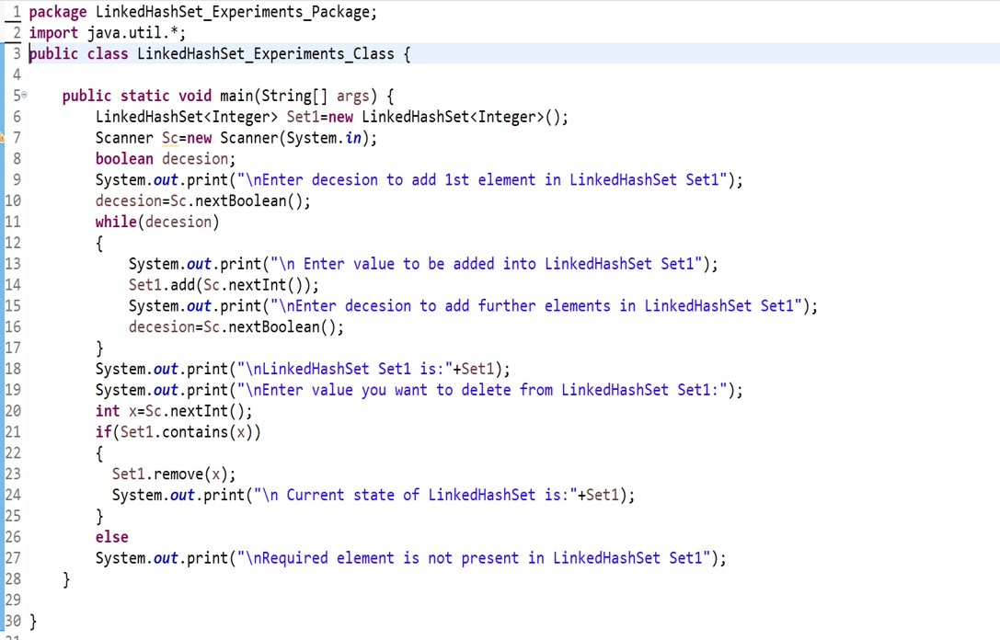 1 package LinkedHashSet_Experiments_Package;
2 import java.util.*;
3 public class LinkedHashSet_Experiments_Class {
4
5 public static void main(String[] args) {
6 LinkedHashSet<Integer> Set1=new LinkedHashSet<Integer>();
7 Scanner Sc=new Scanner(System.in);
8 boolean decesion;
9 System.out.print("\nEnter decesion to add 1st element in LinkedHashSet Set1");
10 decesion=Sc.nextBoolean();
11 while(decesion)
12 {
13 System.out.print("\n Enter value to be added into LinkedHashSet Set1");
14 Set1.add(Sc.nextInt());
15 System.out.print("\nEnter decesion to add further elements in LinkedHashSet Set1");
16 decesion=Sc.nextBoolean();
17 }
18 System.out.print("\nLinkedHashSet Set1 is:"+Set1);
19 System.out.print("\nEnter value you want to delete from LinkedHashSet Set1:");
20 int x=Sc.nextInt();
21 if(Set1.contains(x))
22 {
23 Set1.remove(x);
24 System.out.print("\n Current state of LinkedHashSet is:"+Set1);
25 }
26 else
27 System.out.print("\nRequired element is not present in LinkedHashSet Set1");
28 }
29
30 }
31